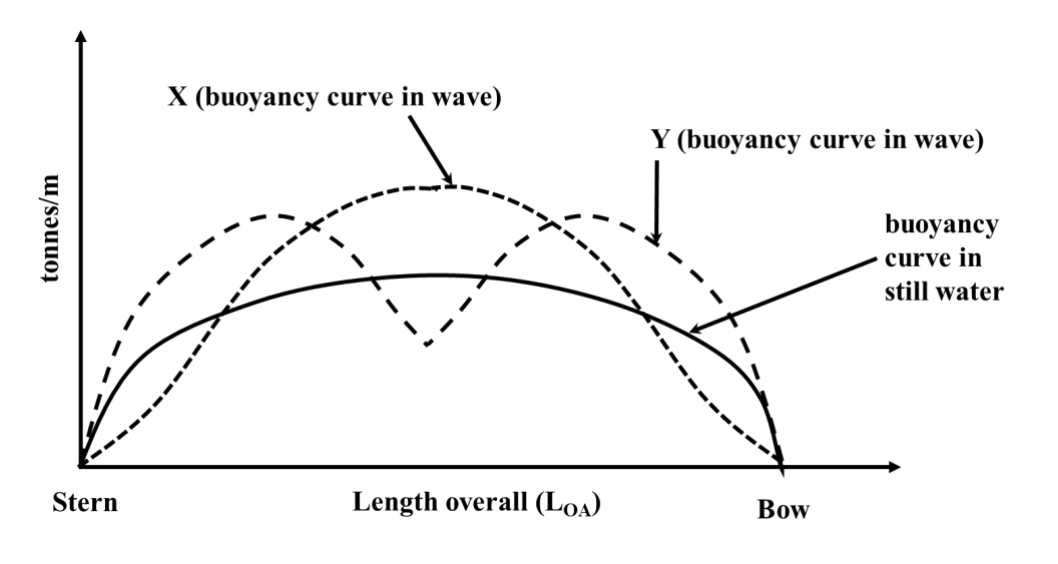 X (buoyancy curve in wave)
Y (buoyancy curve in wave)
tonnes/m
buoyancy
curve in
still water
Stern
Length overall (LOA)
Bow